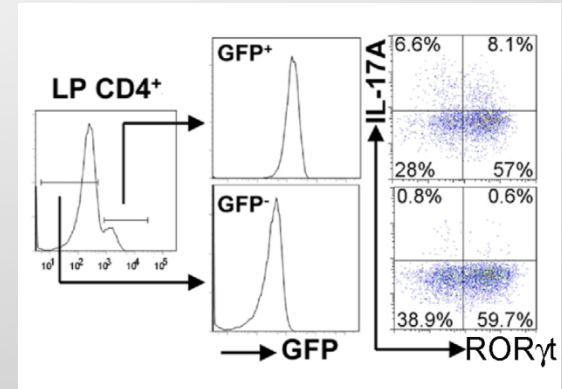 LP CD4⁺
10¹ 10² 10³ 10⁴ 10⁵
GFP⁺
GFP⁻
GFP
IL-17A
6.6% 8.1%
28% 57%
0.8% 0.6%
38.9% 59.7%
RORγt